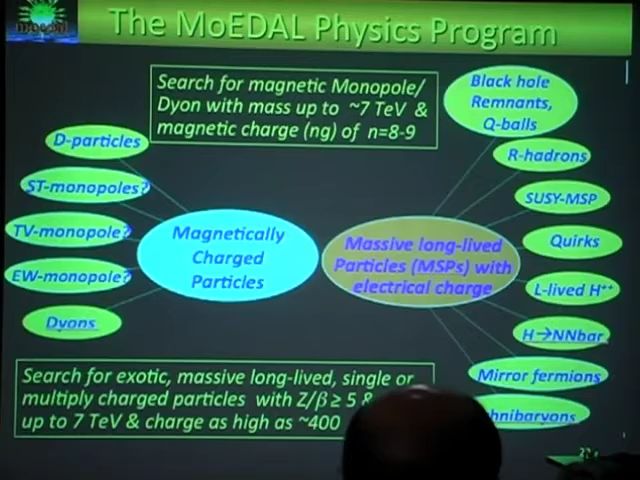 moedal
The MoEDAL Physics Program
Search for magnetic Monopole/
Dyon with mass up to ~7 TeV &
magnetic charge (ng) of n=8-9
Black hole
Remnants,
Q-balls
D-particles
ST-monopoles?
TV-monopole?
EW-monopole?
Dyons
Magnetically
Charged
Particles
Massive long-lived
Particles (MSPs) with
electrical charge
R-hadrons
SUSY-MSP
Quirks
L-lived H++
H→NNbar
Mirror fermions
hnibaryons
Search for exotic, massive long-lived, single or
multiply charged particles with Z/β ≥ 5 &
up to 7 TeV & charge as high as ~400